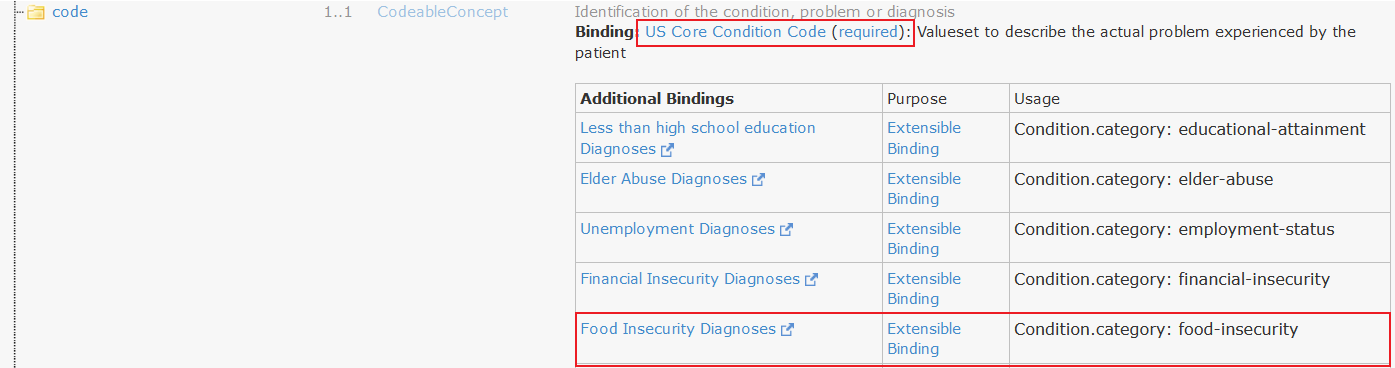 code 1..1 CodeableConcept Identification of the condition, problem or diagnosis
Binding: US Core Condition Code (required): Valueset to describe the actual problem experienced by the
patient
Additional Bindings Purpose Usage
Less than high school education Extensible Condition.category: educational-attainment
Diagnoses Binding
Elder Abuse Diagnoses Extensible Condition.category: elder-abuse
Binding
Unemployment Diagnoses Extensible Condition.category: employment-status
Binding
Financial Insecurity Diagnoses Extensible Condition.category: financial-insecurity
Binding
Food Insecurity Diagnoses Extensible Condition.category: food-insecurity
Binding